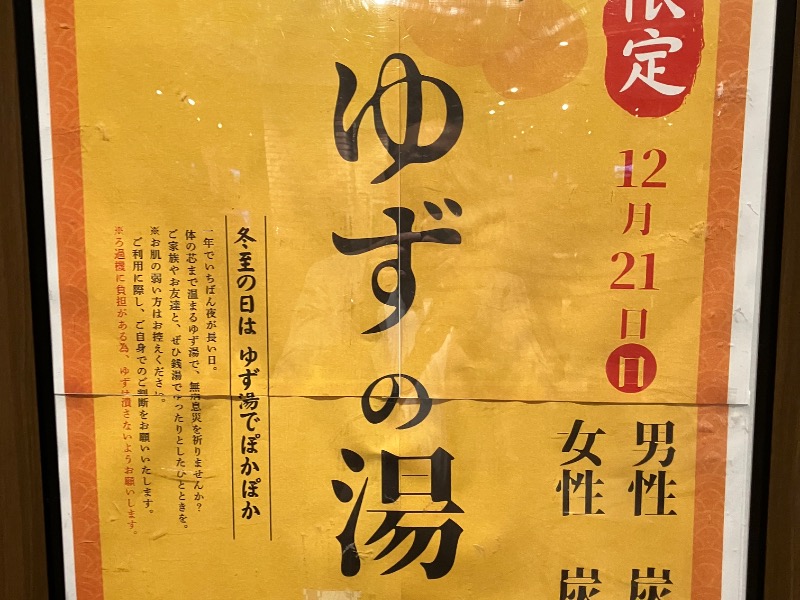 限定
12月21日日
男性 炭
女性 炭
ゆずの湯
冬至の日は ゆず湯でぽかぽか
一年でいちばん夜が長い日。
体の芯まで温まるゆず湯で、無病息災を祈りませんか?
ご家族やお友達と、ぜひ銭湯でゆったりとしたひとときを。
※お肌の弱い方はお控えください。
ご利用に際し、ご自身でのご判断をお願いいたします。
※ろ過機に負担がある為、ゆずは潰さないようお願いします。